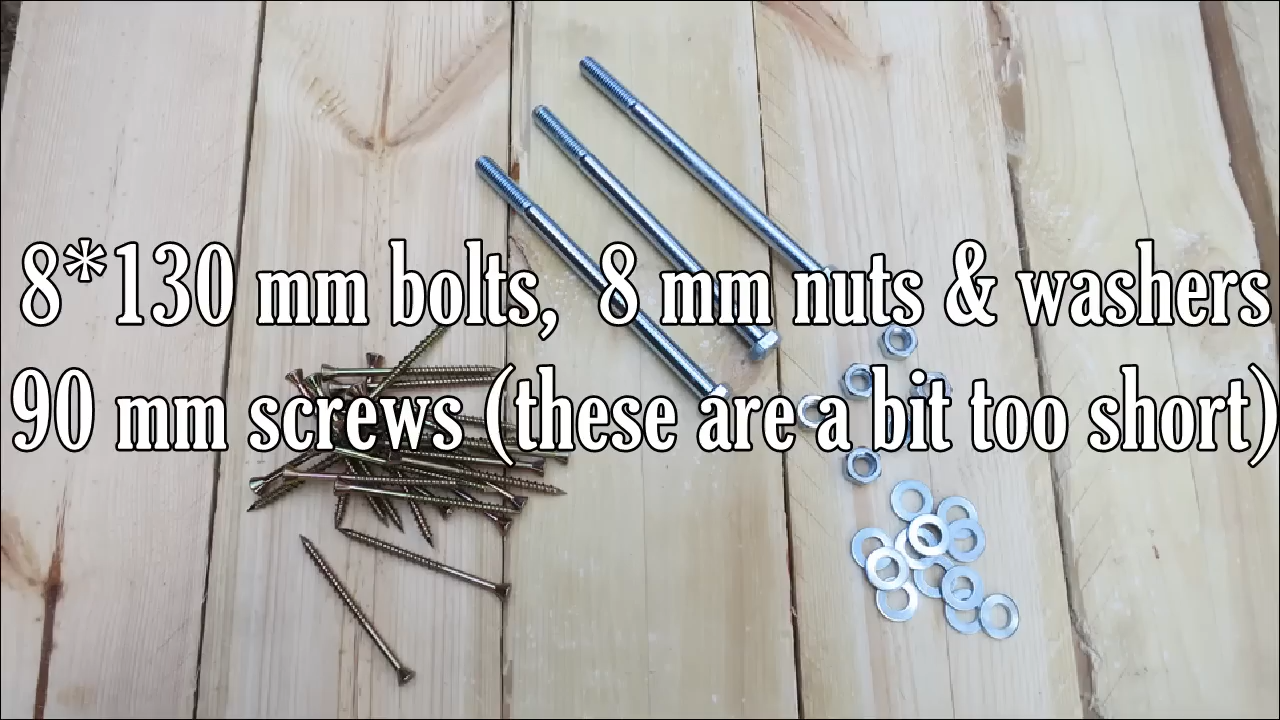 8*130 mm bolts, 8 mm nuts & washers
90 mm screws (these are a bit too short)